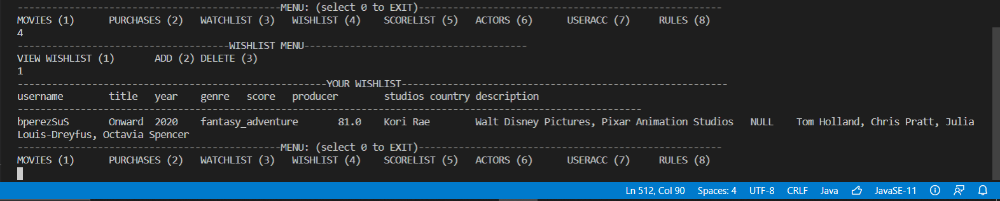 ----------------------------------------------MENU: (select 0 to EXIT)-----------------------------------------------------
MOVIES (1)      PURCHASES (2)   WATCHLIST (3)   WISHLIST (4)    SCORELIST (5)   ACTORS (6)      USERACC (7)     RULES (8)
4
-------------------------------------WISHLIST MENU---------------------------------------
VIEW WISHLIST (1)       ADD (2) DELETE (3)
1
------------------------------------------------------YOUR WISHLIST---------------------------------------------------------
username        title   year    genre   score   producer        studios country description
-------------------------------------------------------------------------------------------------------------
bperezSuS       Onward  2020    fantasy_adventure       81.0    Kori Rae        Walt Disney Pictures, Pixar Animation Studios   NULL    Tom Holland, Chris Pratt, Julia
Louis-Dreyfus, Octavia Spencer
----------------------------------------------MENU: (select 0 to EXIT)-----------------------------------------------------
MOVIES (1)      PURCHASES (2)   WATCHLIST (3)   WISHLIST (4)    SCORELIST (5)   ACTORS (6)      USERACC (7)     RULES (8)
Ln 512, Col 90   Spaces: 4   UTF-8   CRLF   Java   JavaSE-11